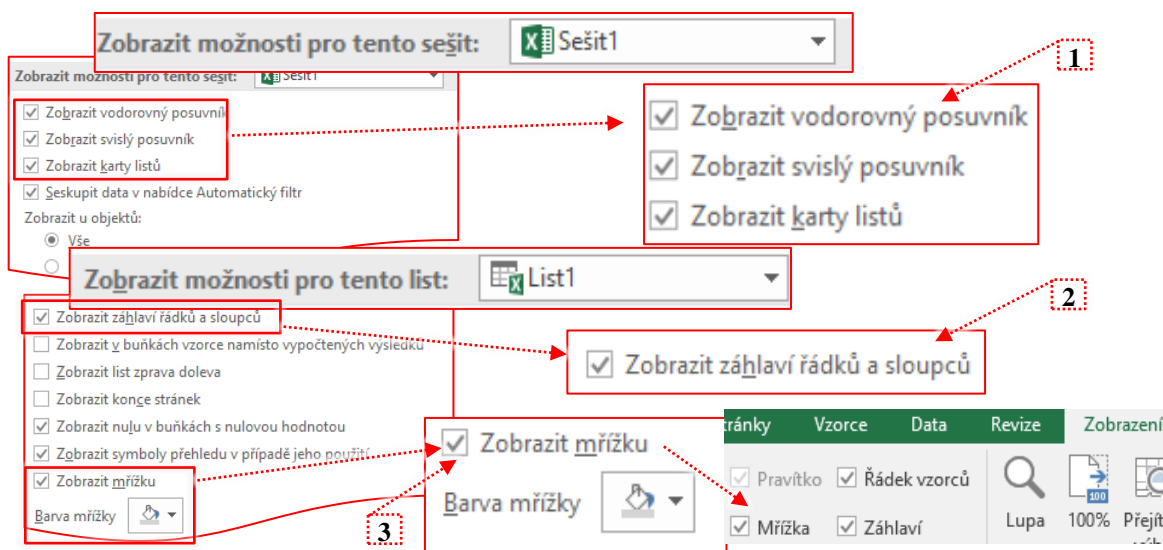 Zobrazit možnosti pro tento sešit: Sešit1
1
Zobrazit možnosti pro tento sešit: Sešit1
Zobrazit vodorovný posuvník
Zobrazit svislý posuvník
Zobrazit karty listů
Seskupit data v nabídce Automatický filtr
Zobrazit u objektů:
Vše
Zobrazit vodorovný posuvník
Zobrazit svislý posuvník
Zobrazit karty listů
Zobrazit možnosti pro tento list: List1
2
Zobrazit záhlaví řádků a sloupců
Zobrazit v buňkách vzorce namísto vypočtených výsledků
Zobrazit list zprava doleva
Zobrazit konce stránek
Zobrazit nulu v buňkách s nulovou hodnotou
Zobrazit symboly přehledu v případě jeho použití
Zobrazit mřížku
Barva mřížky
Zobrazit záhlaví řádků a sloupců
Zobrazit mřížku
Barva mřížky
3
tránky Vzorce Data Revize Zobrazení
Pravítko Řádek vzorců
Mřížka Záhlaví
Lupa 100% Přejít
100